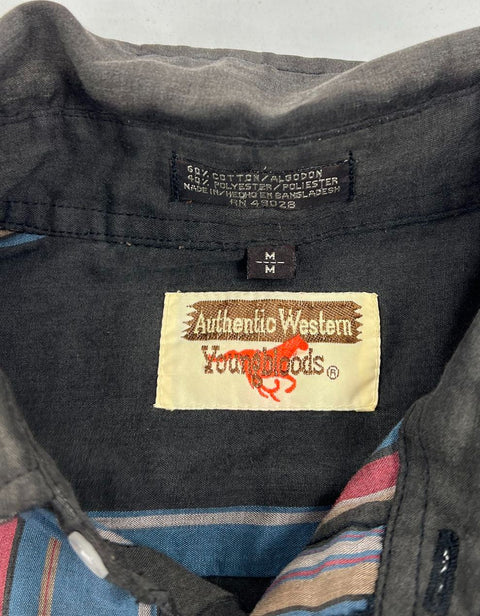 60% COTTON/ALGODON
40% POLYESTER/POLIESTER
MADE IN/HECHO EN BANGLADESH
RN 49028
M
M
Authentic Western
Youngbloods ®